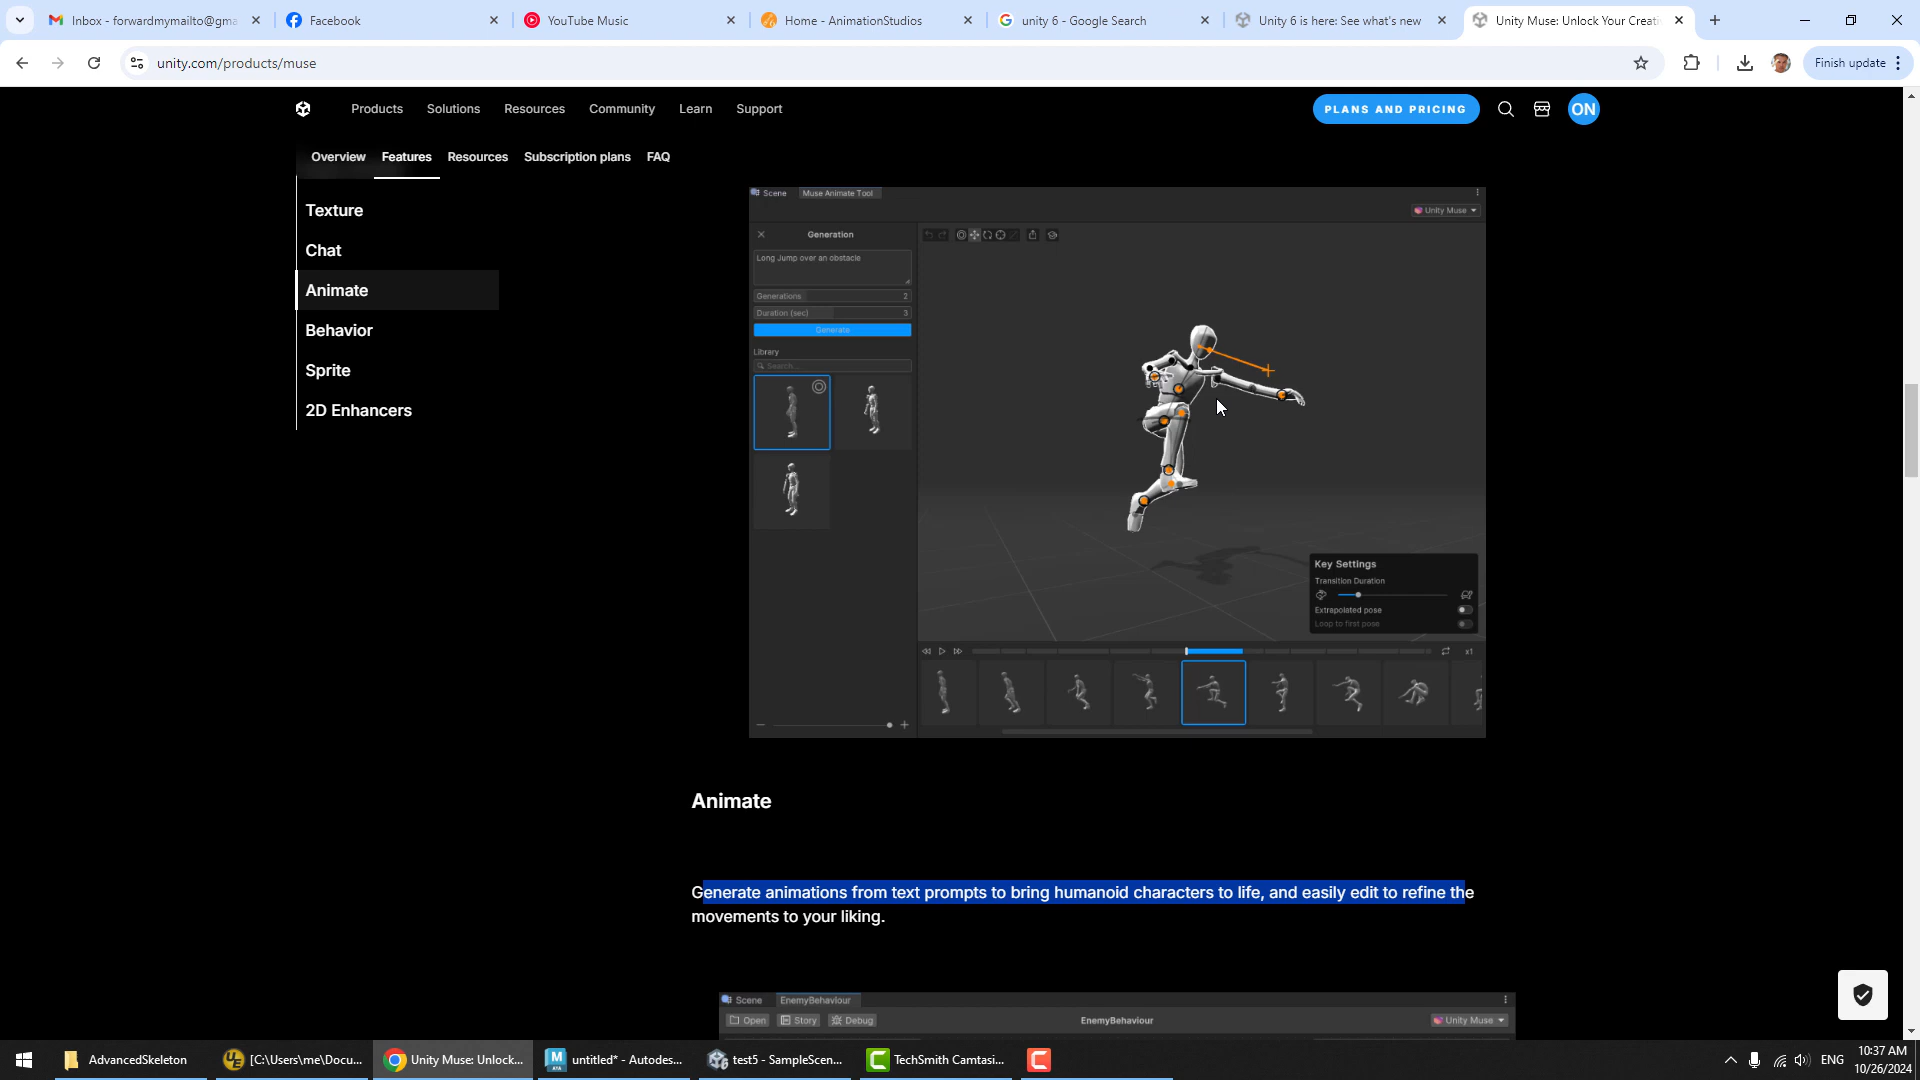 Inbox - forwardmymailto@gma
Facebook
YouTube Music
Home - AnimationStudios
unity 6 - Google Search
Unity 6 is here: See what's new
Unity Muse: Unlock Your Creati
unity.com/products/muse
Finish update
Products
Solutions
Resources
Community
Learn
Support
PLANS AND PRICING
ON
Overview
Features
Resources
Subscription plans
FAQ
Texture
Chat
Animate
Behavior
Sprite
2D Enhancers
Scene
Muse Animate Tool
Unity Muse
Generation
Long Jump over an obstacle
Generations 2
Duration (sec) 3
Generate
Library
Search...
Key Settings
Transition Duration
Extrapolated pose
Loop to first pose
x1
Animate
Generate animations from text prompts to bring humanoid characters to life, and easily edit to refine the
movements to your liking.
Scene
EnemyBehaviour
Open
Story
Debug
EnemyBehaviour
Unity Muse
AdvancedSkeleton
[C:\Users\me\Docu...
Unity Muse: Unlock...
untitled* - Autodes...
test5 - SampleScen...
TechSmith Camtasi...
ENG
10:37 AM
10/26/2024